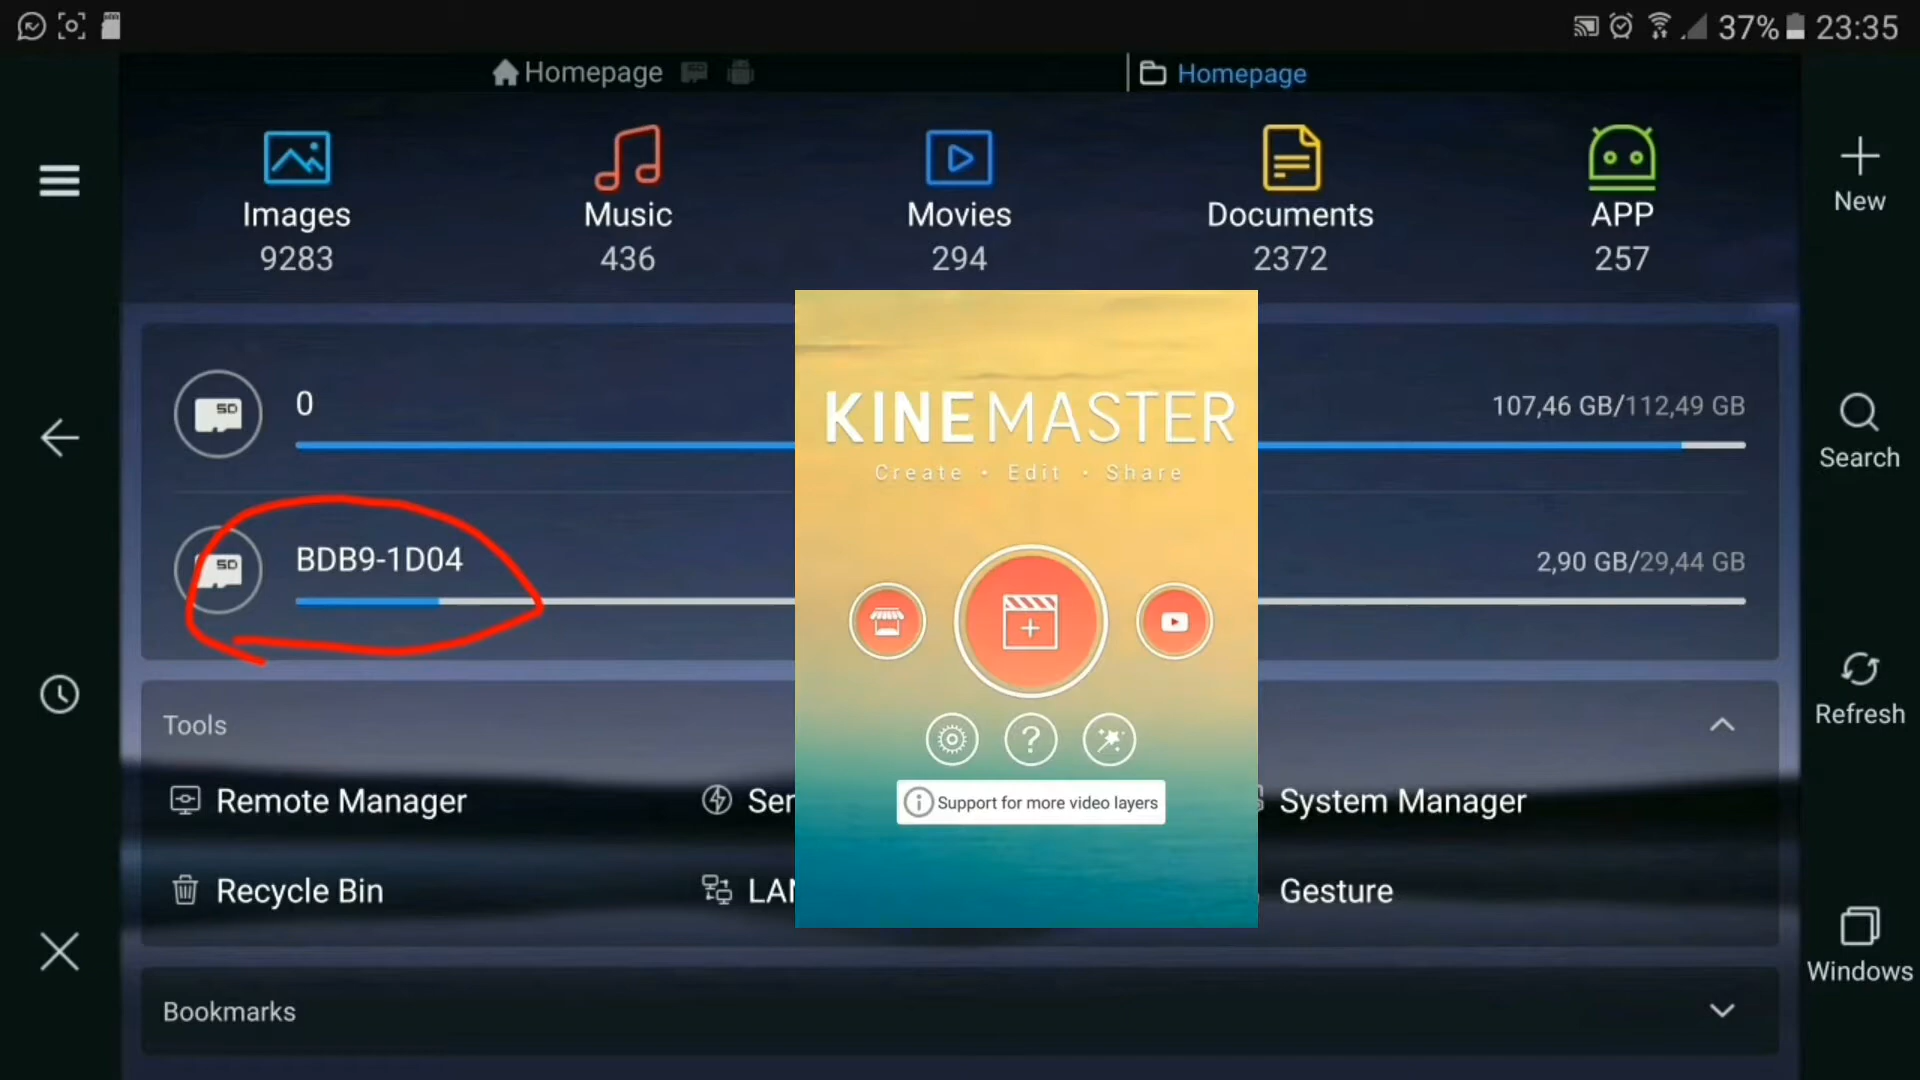 37% 23:35
Homepage
Homepage
Images
9283
Music
436
Movies
294
Documents
2372
APP
257
New
0
107,46 GB/112,49 GB
KINEMASTER
Create · Edit · Share
Search
SD
SD
BDB9-1D04
2,90 GB/29,44 GB
Refresh
Tools
Remote Manager
Ser
System Manager
Support for more video layers
Recycle Bin
LAN
Gesture
Windows
Bookmarks